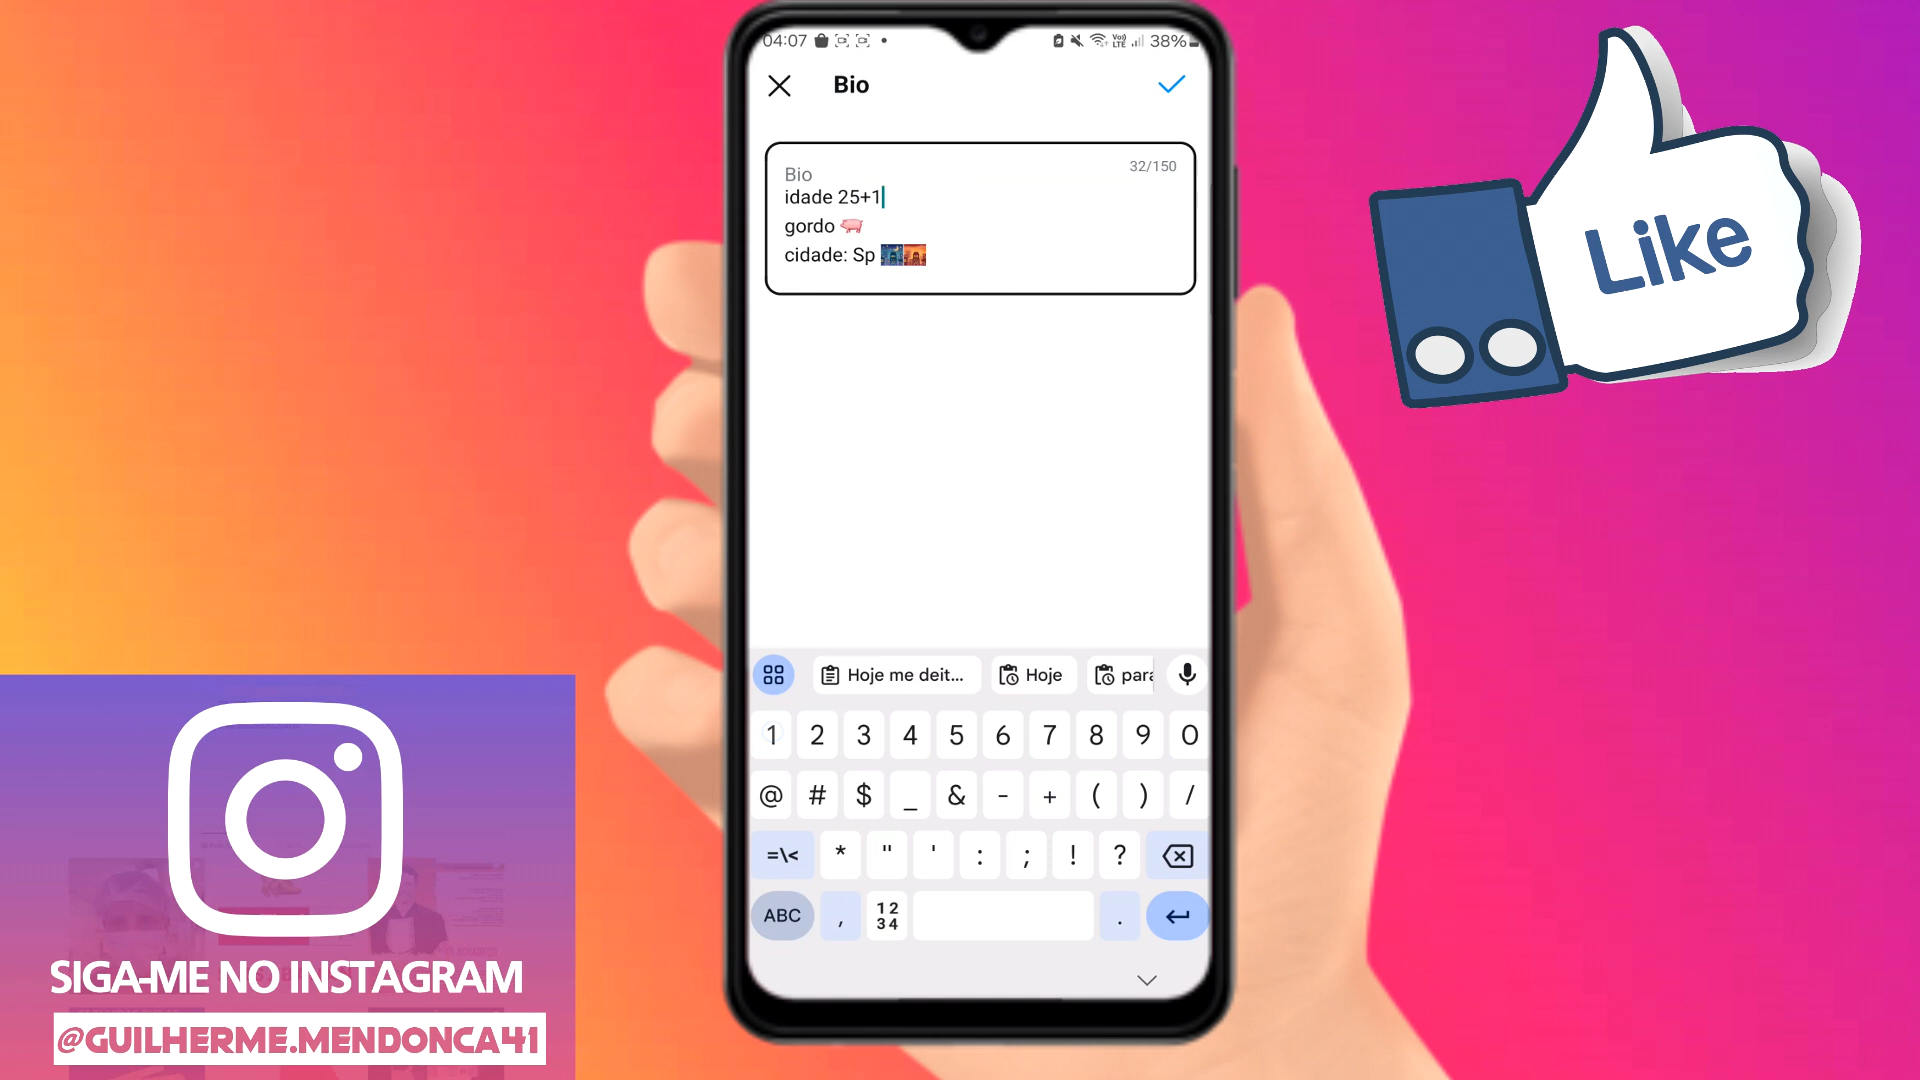 04:07
Vo)) LTE
38%
Bio
Bio
32/150
idade 25+1
gordo 🐖
cidade: Sp 🌃🌇
Hoje me deit...
Hoje
para
1 2 3 4 5 6 7 8 9 0
@ # $ _ & - + ( ) /
=\< * " ' : ; ! ?
ABC , 12 34 .
Like
SIGA-ME NO INSTAGRAM
@GUILHERME.MENDONCA41